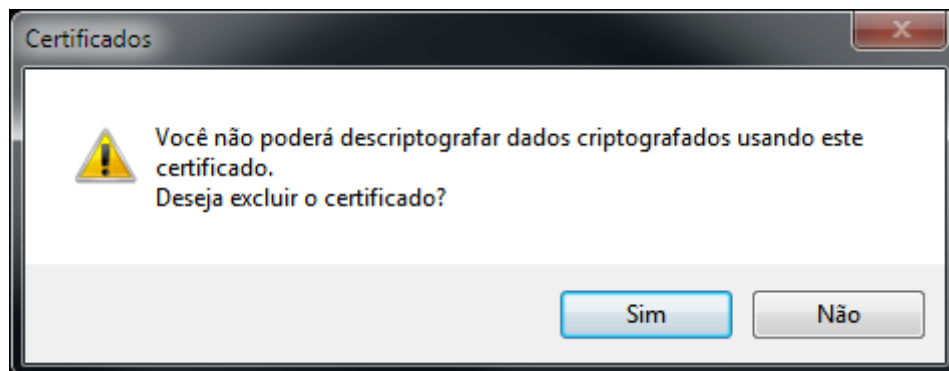 Certificados
Você não poderá descriptografar dados criptografados usando este
certificado.
Deseja excluir o certificado?
Sim
Não